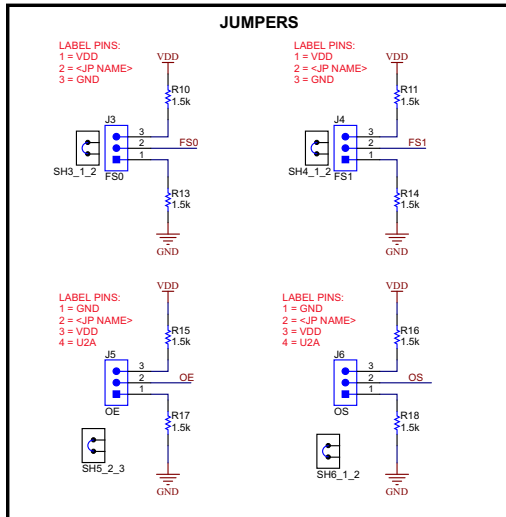 JUMPERS
LABEL PINS:
1 = VDD
2 = <JP NAME>
3 = GND
VDD
R10
1.5k
J3
3
2
1
FS0
FS0
SH3_1_2
R13
1.5k
GND
LABEL PINS:
1 = VDD
2 = <JP NAME>
3 = GND
VDD
R11
1.5k
J4
3
2
1
FS1
FS1
SH4_1_2
R14
1.5k
GND
LABEL PINS:
1 = GND
2 = <JP NAME>
3 = VDD
4 = U2A
VDD
R15
1.5k
J5
3
2
1
OE
OE
R17
1.5k
SH5_2_3
GND
LABEL PINS:
1 = GND
2 = <JP NAME>
3 = VDD
4 = U2A
VDD
R16
1.5k
J6
3
2
1
OS
OS
R18
1.5k
SH6_1_2
GND